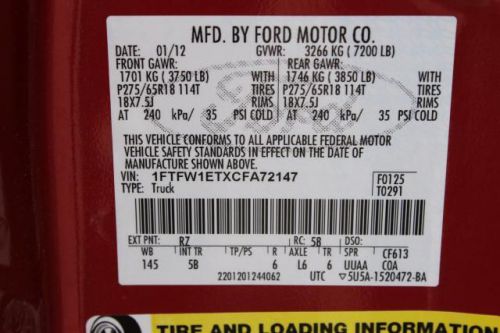 MFD. BY FORD MOTOR CO.
DATE: 01/12 GVWR: 3266 KG ( 7200 LB)
FRONT GAWR: REAR GAWR:
1701 KG ( 3750 LB) WITH 1746 KG ( 3850 LB) WITH
P275/65R18 114T TIRES P275/65R18 114T TIRES
18X7.5J RIMS 18X7.5J RIMS
AT 240 kPa/ 35 PSI COLD AT 240 kPa/ 35 PSI COLD
Ford
THIS VEHICLE CONFORMS TO ALL APPLICABLE FEDERAL MOTOR
VEHICLE SAFETY STANDARDS IN EFFECT ON THE DATE OF
MANUFACTURE SHOWN ABOVE.
VIN: 1FTFW1ETXCFA72147 F0125
TYPE: Truck T0291
EXT PNT: RZ RC: 58 DSO:
WB INT TR TP/PS R AXLE TR SPR CF613
145 5B 6 L6 6 UUAA COA
2201201244062 UTC 5U5A-1520472-BA
TIRE AND LOADING INFORMATION